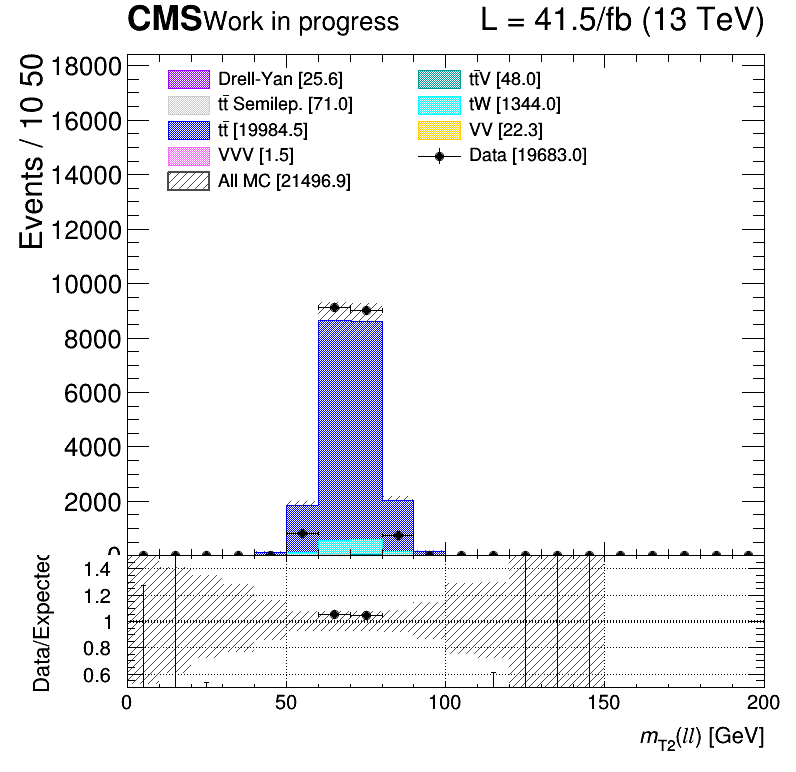 CMS Work in progress L = 41.5/fb (13 TeV)
Events / 10 50
18000
16000
14000
12000
10000
8000
6000
4000
2000
0
Drell-Yan [25.6]
tt̄ Semilep. [71.0]
tt̄ [19984.5]
VVV [1.5]
All MC [21496.9]
tt̄V [48.0]
tW [1344.0]
VV [22.3]
Data [19683.0]
Data/Expected
1.4
1.2
1
0.8
0.6
0 50 100 150 200
m_T2(ll) [GeV]